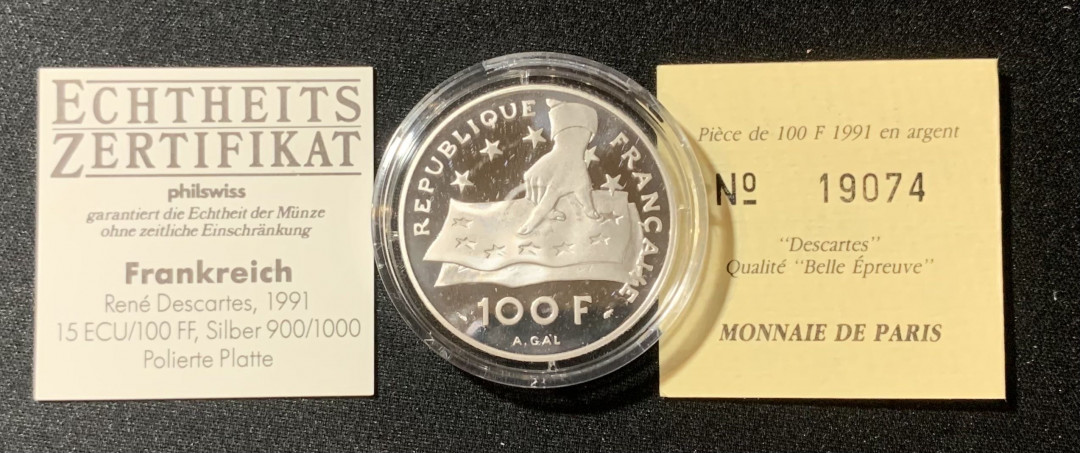 ECHTHEITS
ZERTIFIKAT
philswiss
garantiert die Echtheit der Münze
ohne zeitliche Einschränkung
Frankreich
René Descartes, 1991
15 ECU/100 FF, Silber 900/1000
Polierte Platte
REPUBLIQUE FRANÇAISE
100 F
A. GAL
Pièce de 100 F 1991 en argent
Nº 19074
"Descartes"
Qualité "Belle Épreuve"
MONNAIE DE PARIS